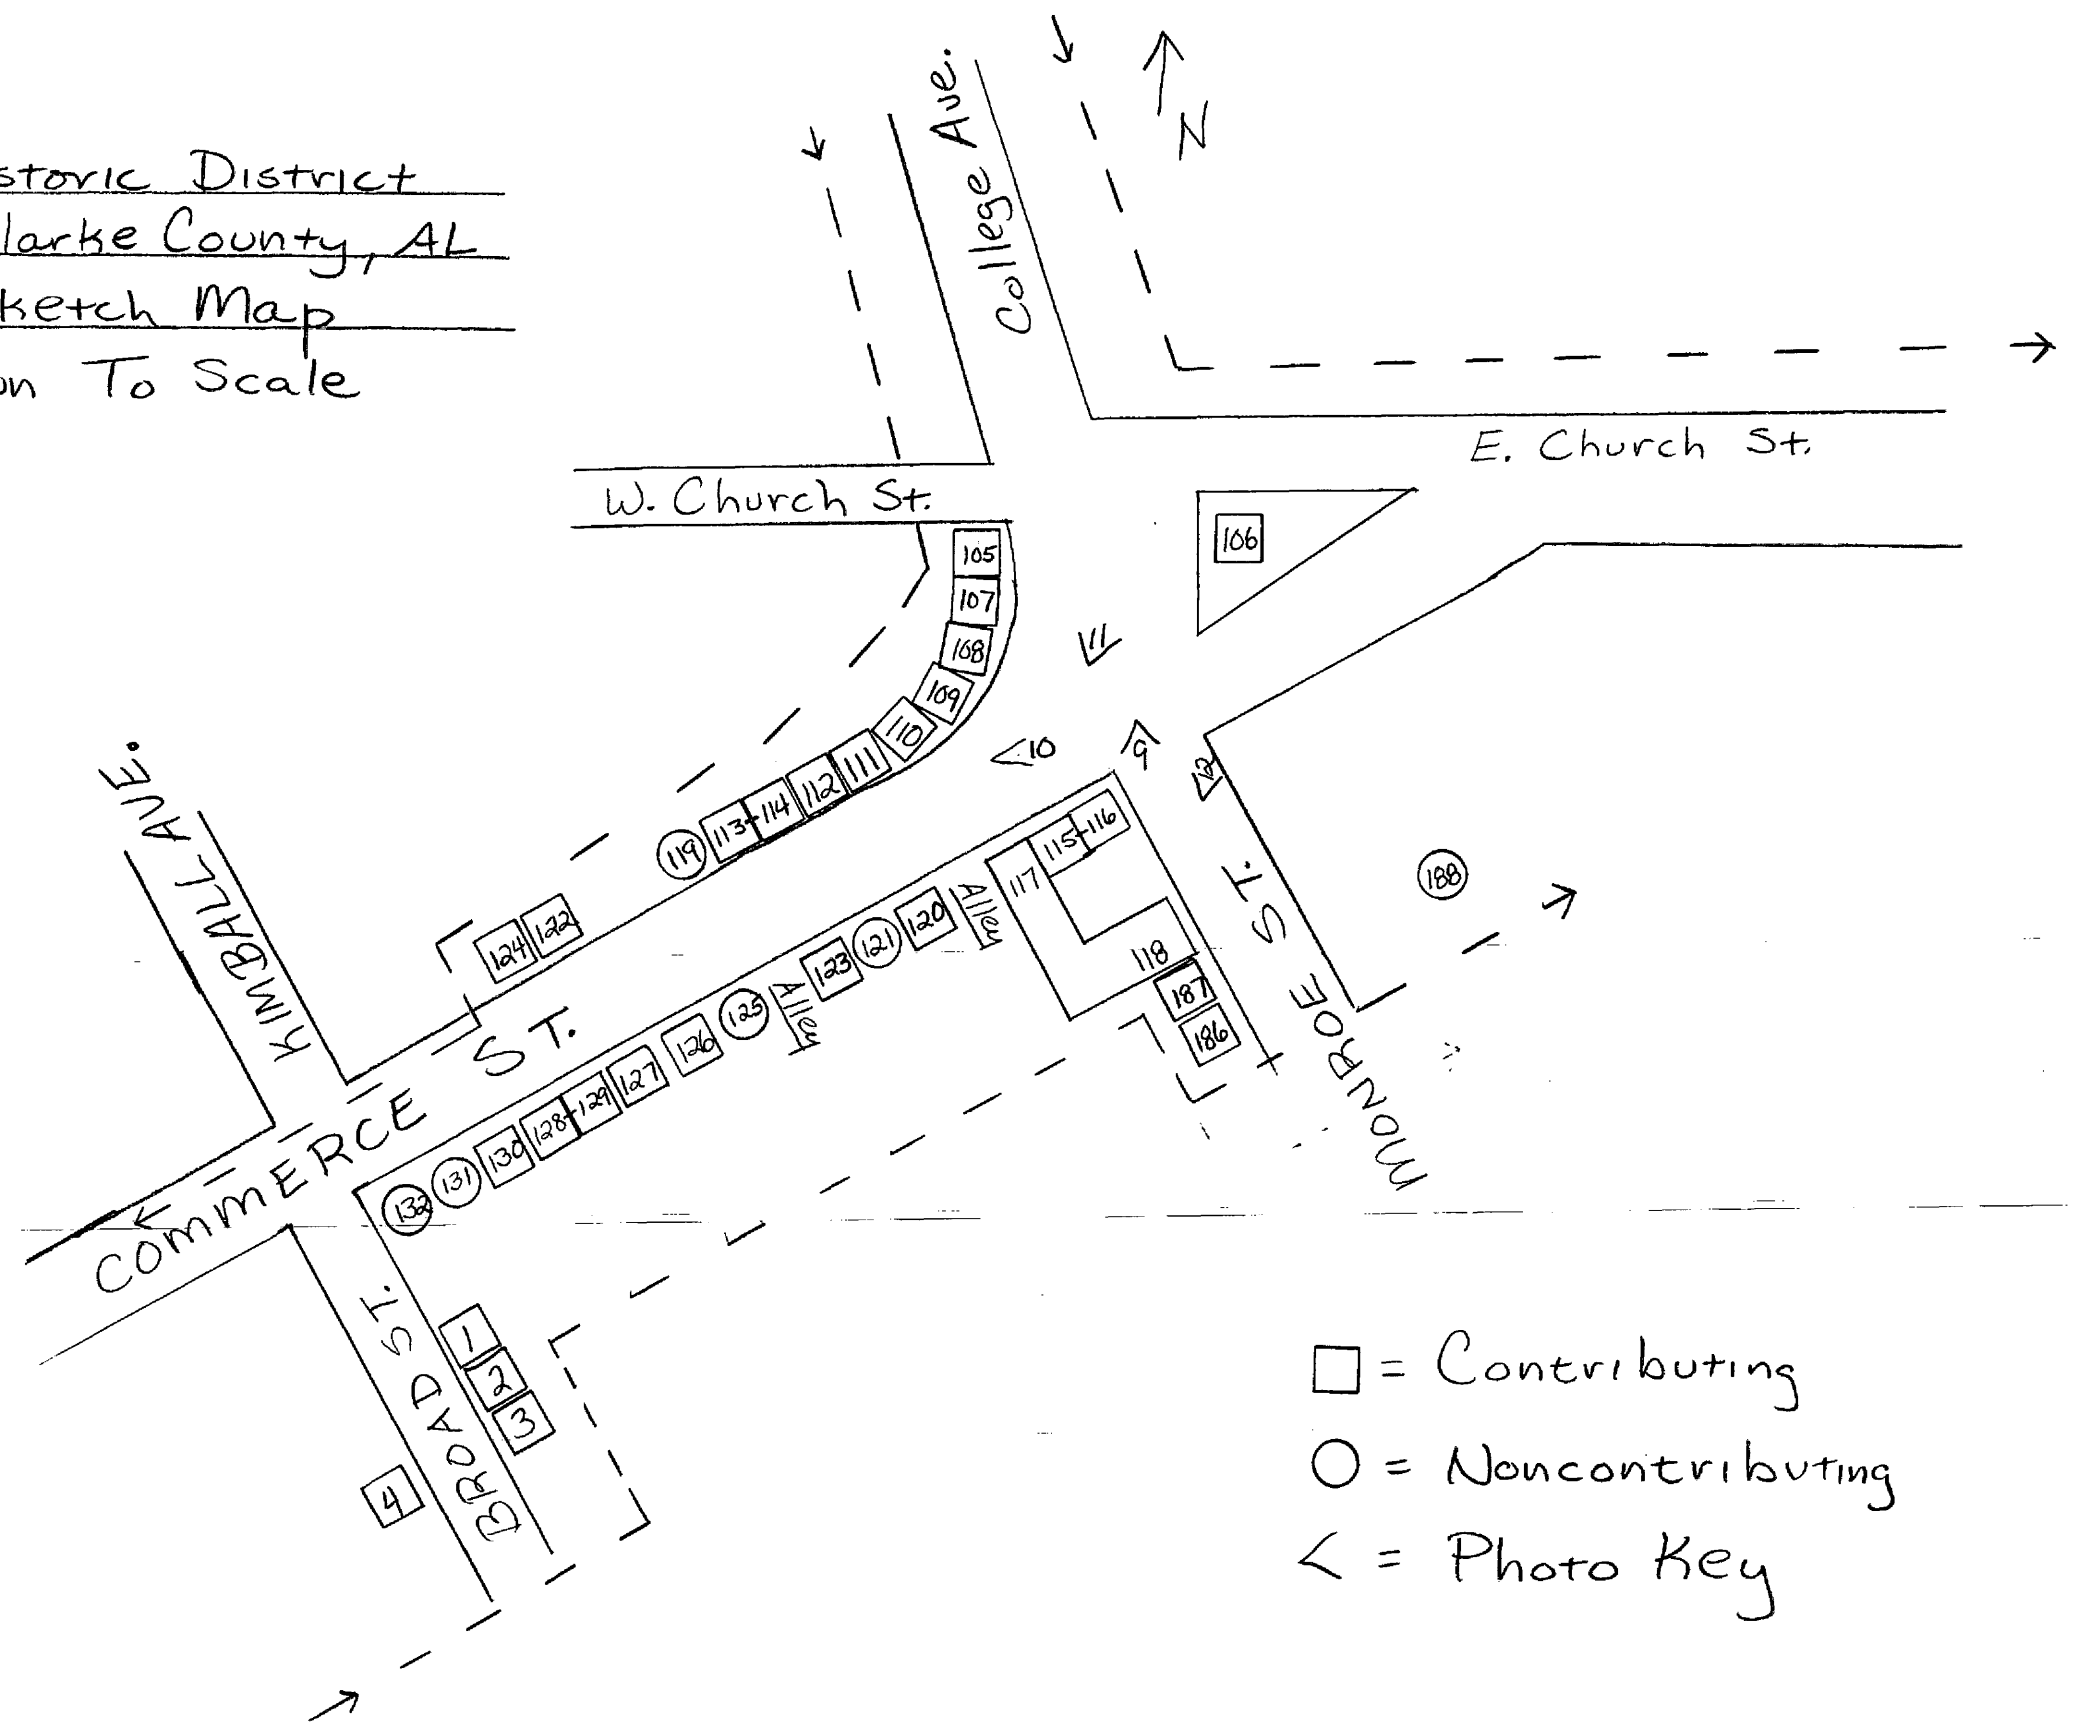 storic District
larke County, AL
ketch Map
on To Scale
College Ave.
N
E. Church St.
W. Church St.
105
106
107
108
109
110
111
112
113-114
119
11
10
9
12
115-116
117
118
Alley
188
187
186
MONROE ST.
KIMBALL AVE.
124
122
120
121
123
Alley
125
126
127
128-129
130
131
132
COMMERCE ST.
BROAD ST.
1
2
3
4
□ = Contributing
○ = Noncontributing
< = Photo Key